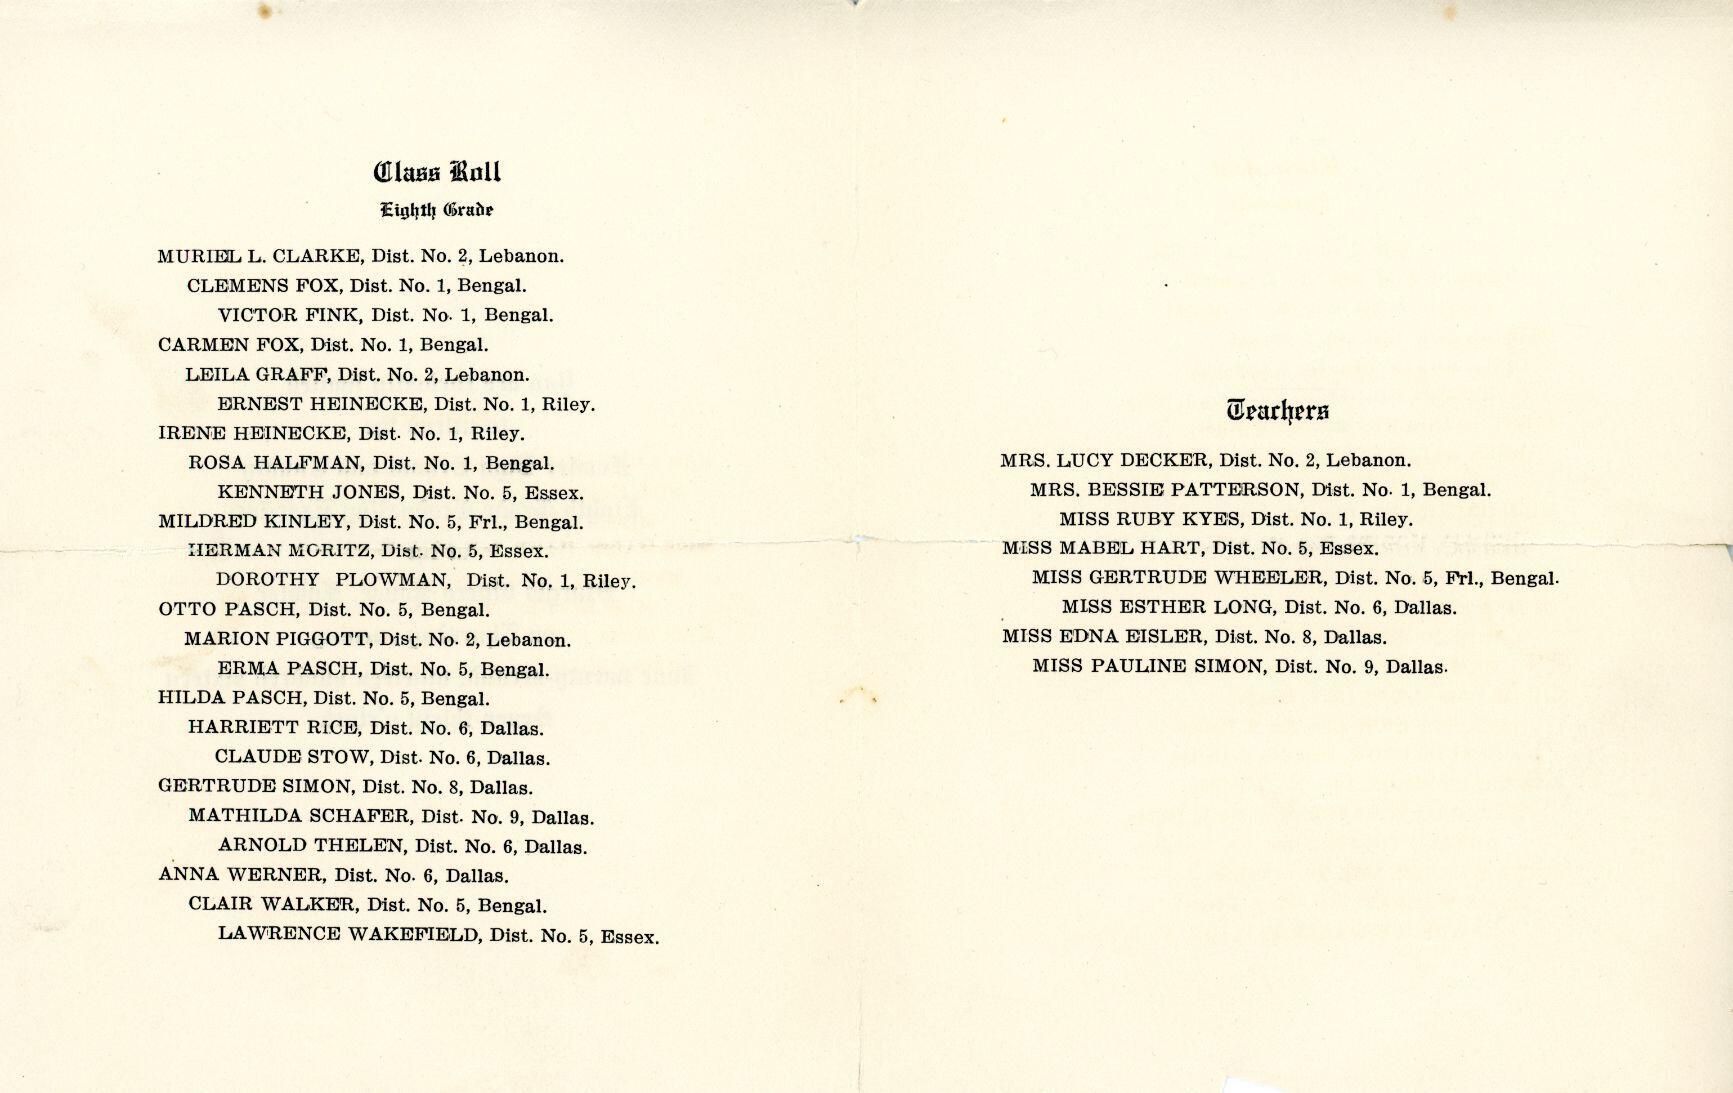 Class Roll
Eighth Grade
MURIEL L. CLARKE, Dist. No. 2, Lebanon.
CLEMENS FOX, Dist. No. 1, Bengal.
VICTOR FINK, Dist. No. 1, Bengal.
CARMEN FOX, Dist. No. 1, Bengal.
LEILA GRAFF, Dist. No. 2, Lebanon.
ERNEST HEINECKE, Dist. No. 1, Riley.
IRENE HEINECKE, Dist. No. 1, Riley.
ROSA HALFMAN, Dist. No. 1, Bengal.
KENNETH JONES, Dist. No. 5, Essex.
MILDRED KINLEY, Dist. No. 5, Frl., Bengal.
HERMAN MORITZ, Dist. No. 5, Essex.
DOROTHY PLOWMAN, Dist. No. 1, Riley.
OTTO PASCH, Dist. No. 5, Bengal.
MARION PIGGOTT, Dist. No. 2, Lebanon.
ERMA PASCH, Dist. No. 5, Bengal.
HILDA PASCH, Dist. No. 5, Bengal.
HARRIETT RICE, Dist. No. 6, Dallas.
CLAUDE STOW, Dist. No. 6, Dallas.
GERTRUDE SIMON, Dist. No. 8, Dallas.
MATHILDA SCHAFER, Dist. No. 9, Dallas.
ARNOLD THELEN, Dist. No. 6, Dallas.
ANNA WERNER, Dist. No. 6, Dallas.
CLAIR WALKER, Dist. No. 5, Bengal.
LAWRENCE WAKEFIELD, Dist. No. 5, Essex.
Teachers
MRS. LUCY DECKER, Dist. No. 2, Lebanon.
MRS. BESSIE PATTERSON, Dist. No. 1, Bengal.
MISS RUBY KYES, Dist. No. 1, Riley.
MISS MABEL HART, Dist. No. 5, Essex.
MISS GERTRUDE WHEELER, Dist. No. 5, Frl., Bengal.
MISS ESTHER LONG, Dist. No. 6, Dallas.
MISS EDNA EISLER, Dist. No. 8, Dallas.
MISS PAULINE SIMON, Dist. No. 9, Dallas.